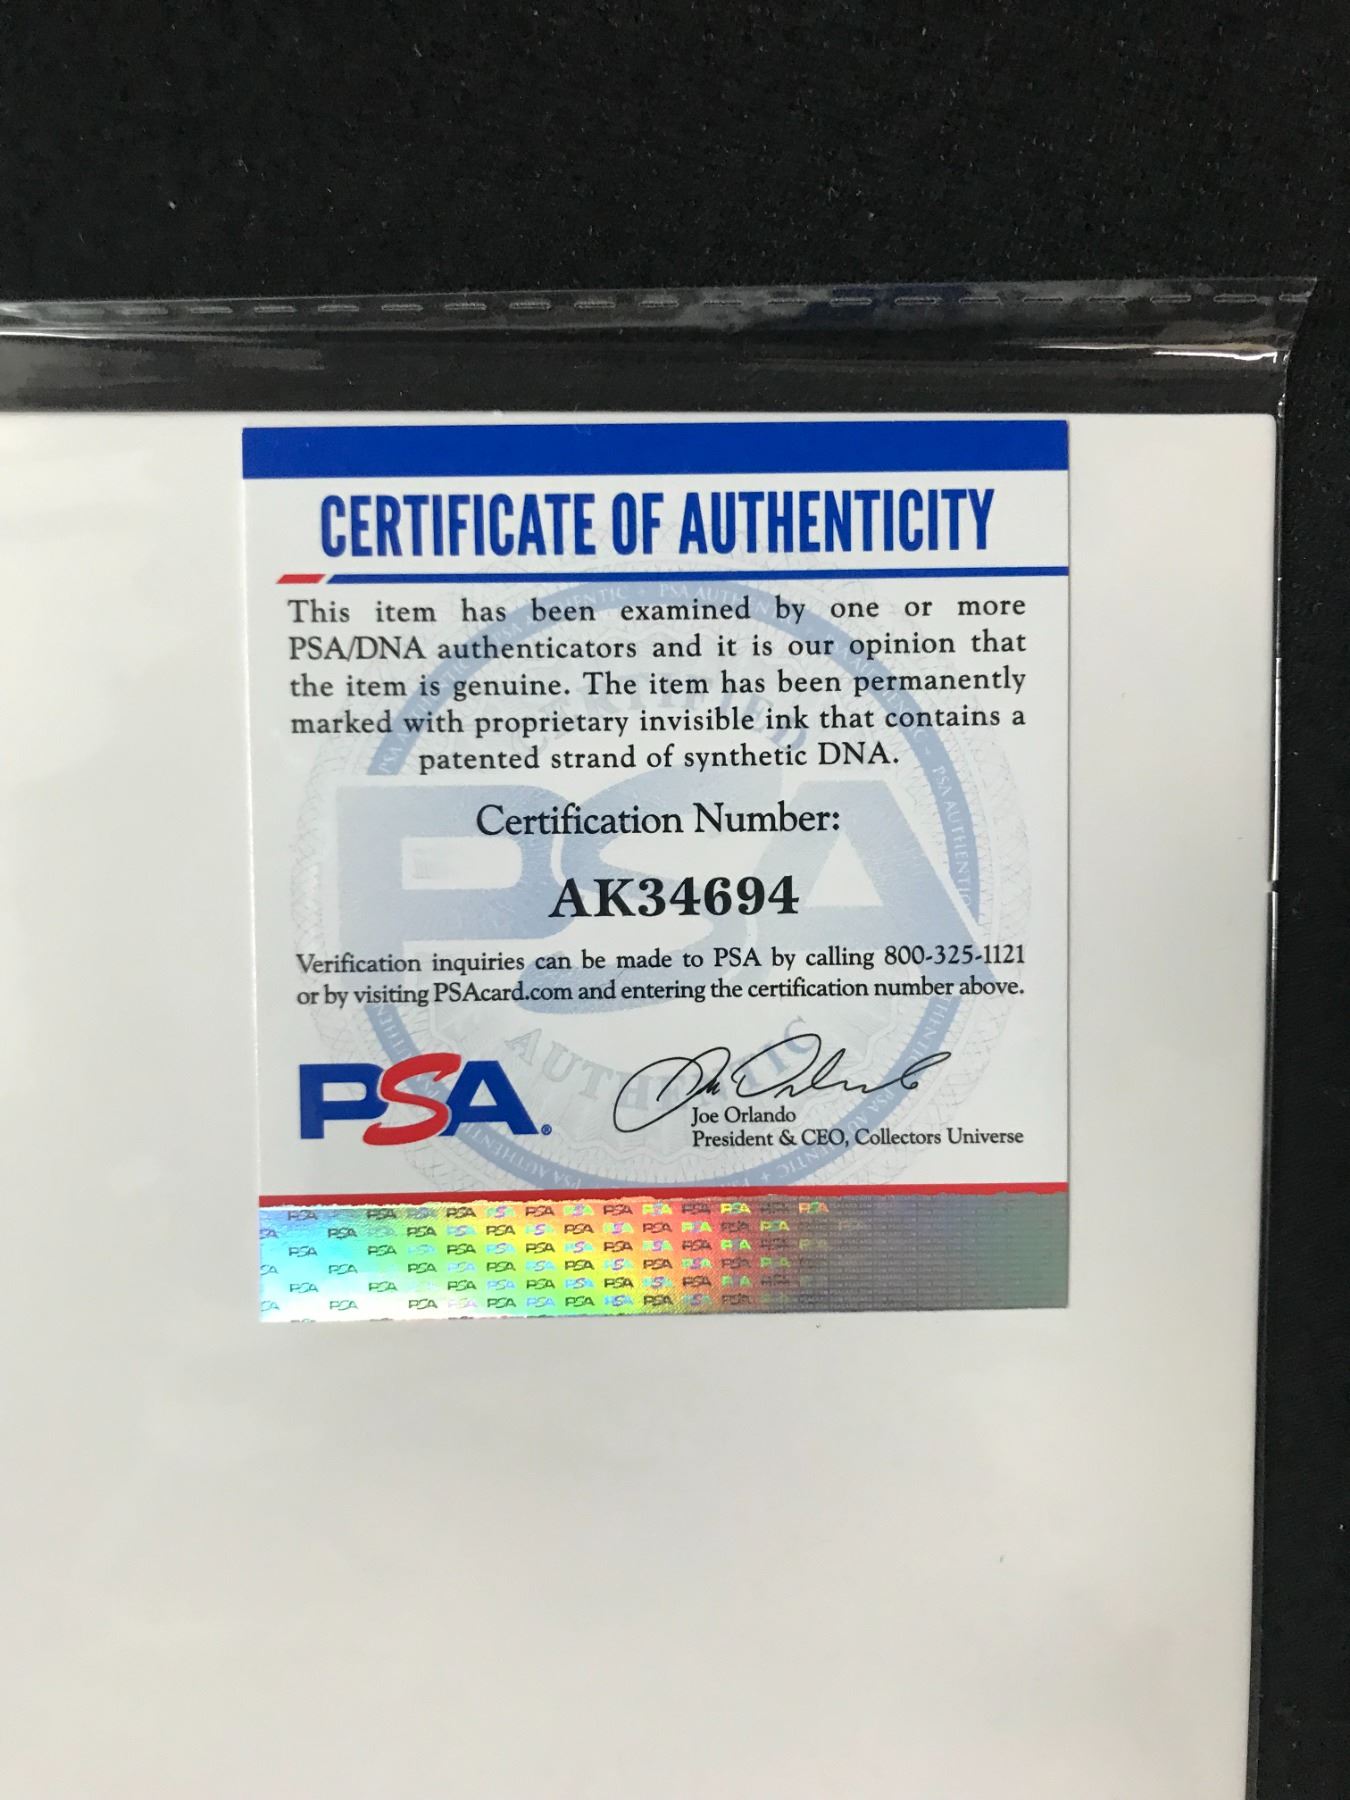 CERTIFICATE OF AUTHENTICITY
This item has been examined by one or more
PSA/DNA authenticators and it is our opinion that
the item is genuine. The item has been permanently
marked with proprietary invisible ink that contains a
patented strand of synthetic DNA.
Certification Number:
AK34694
Verification inquiries can be made to PSA by calling 800-325-1121
or by visiting PSAcard.com and entering the certification number above.
PSA®
Joe Orlando
President & CEO, Collectors Universe